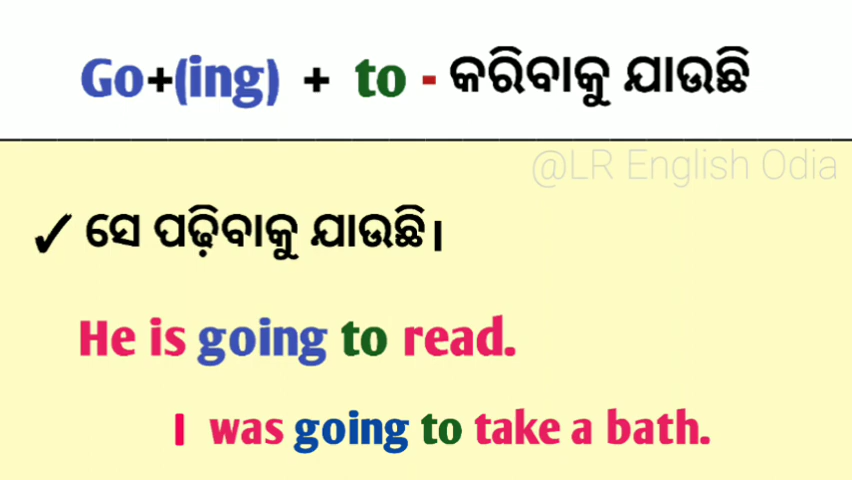 Go+(ing) + to - କରିବାକୁ ଯାଉଛି
@LR English Odia
✓ ସେ ପଢ଼ିବାକୁ ଯାଉଛି।
He is going to read.
I was going to take a bath.